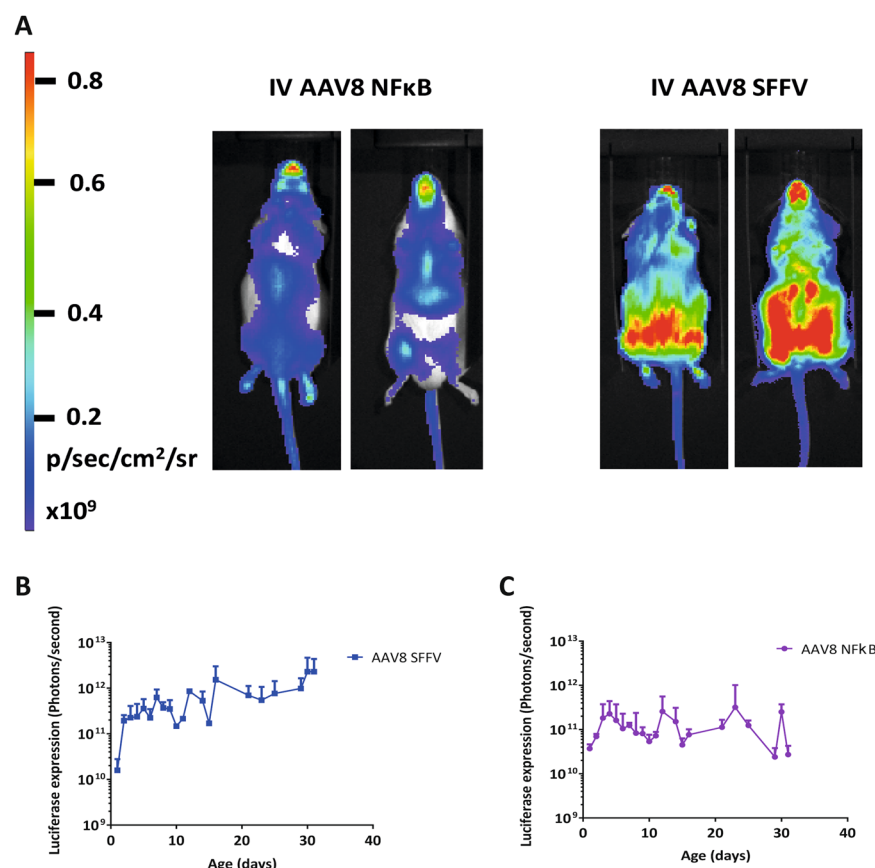 A
IV AAV8 NFκB
IV AAV8 SFFV
0.8
0.6
0.4
0.2
p/sec/cm²/sr
x10⁹
B
Luciferase expression (Photons/second)
10¹³
10¹²
10¹¹
10¹⁰
10⁹
0 10 20 30 40
Age (days)
AAV8 SFFV
C
Luciferase expression (Photons/second)
10¹³
10¹²
10¹¹
10¹⁰
10⁹
0 10 20 30 40
Age (days)
AAV8 NFkB